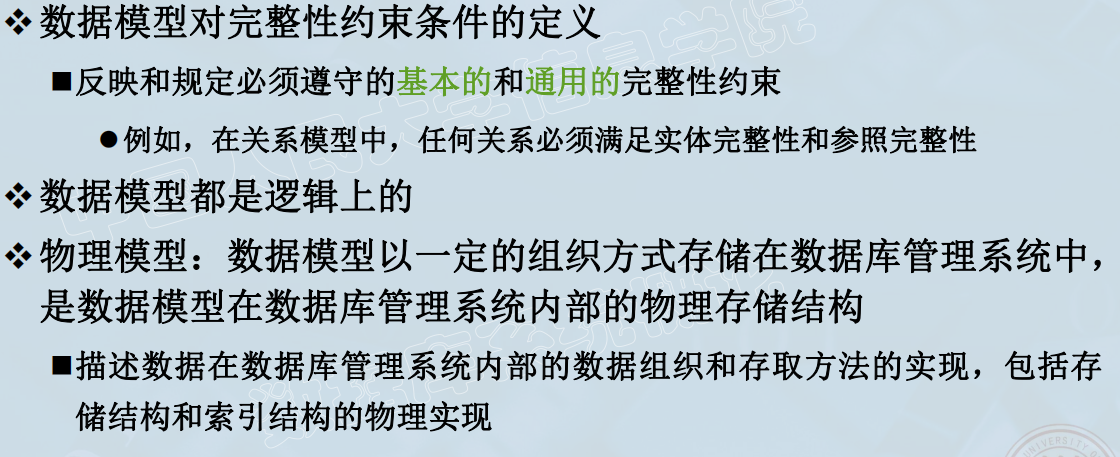 ❖数据模型对完整性约束条件的定义
■反映和规定必须遵守的基本的和通用的完整性约束
●例如，在关系模型中，任何关系必须满足实体完整性和参照完整性
❖数据模型都是逻辑上的
❖物理模型：数据模型以一定的组织方式存储在数据库管理系统中，
是数据模型在数据库管理系统内部的物理存储结构
■描述数据在数据库管理系统内部的数据组织和存取方法的实现，包括存
储结构和索引结构的物理实现